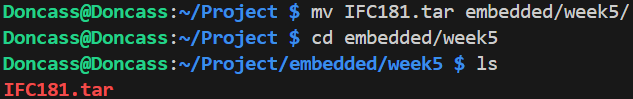 Doncass@Doncass:~/Project $ mv IFC181.tar embedded/week5/
Doncass@Doncass:~/Project $ cd embedded/week5
Doncass@Doncass:~/Project/embedded/week5 $ ls
IFC181.tar